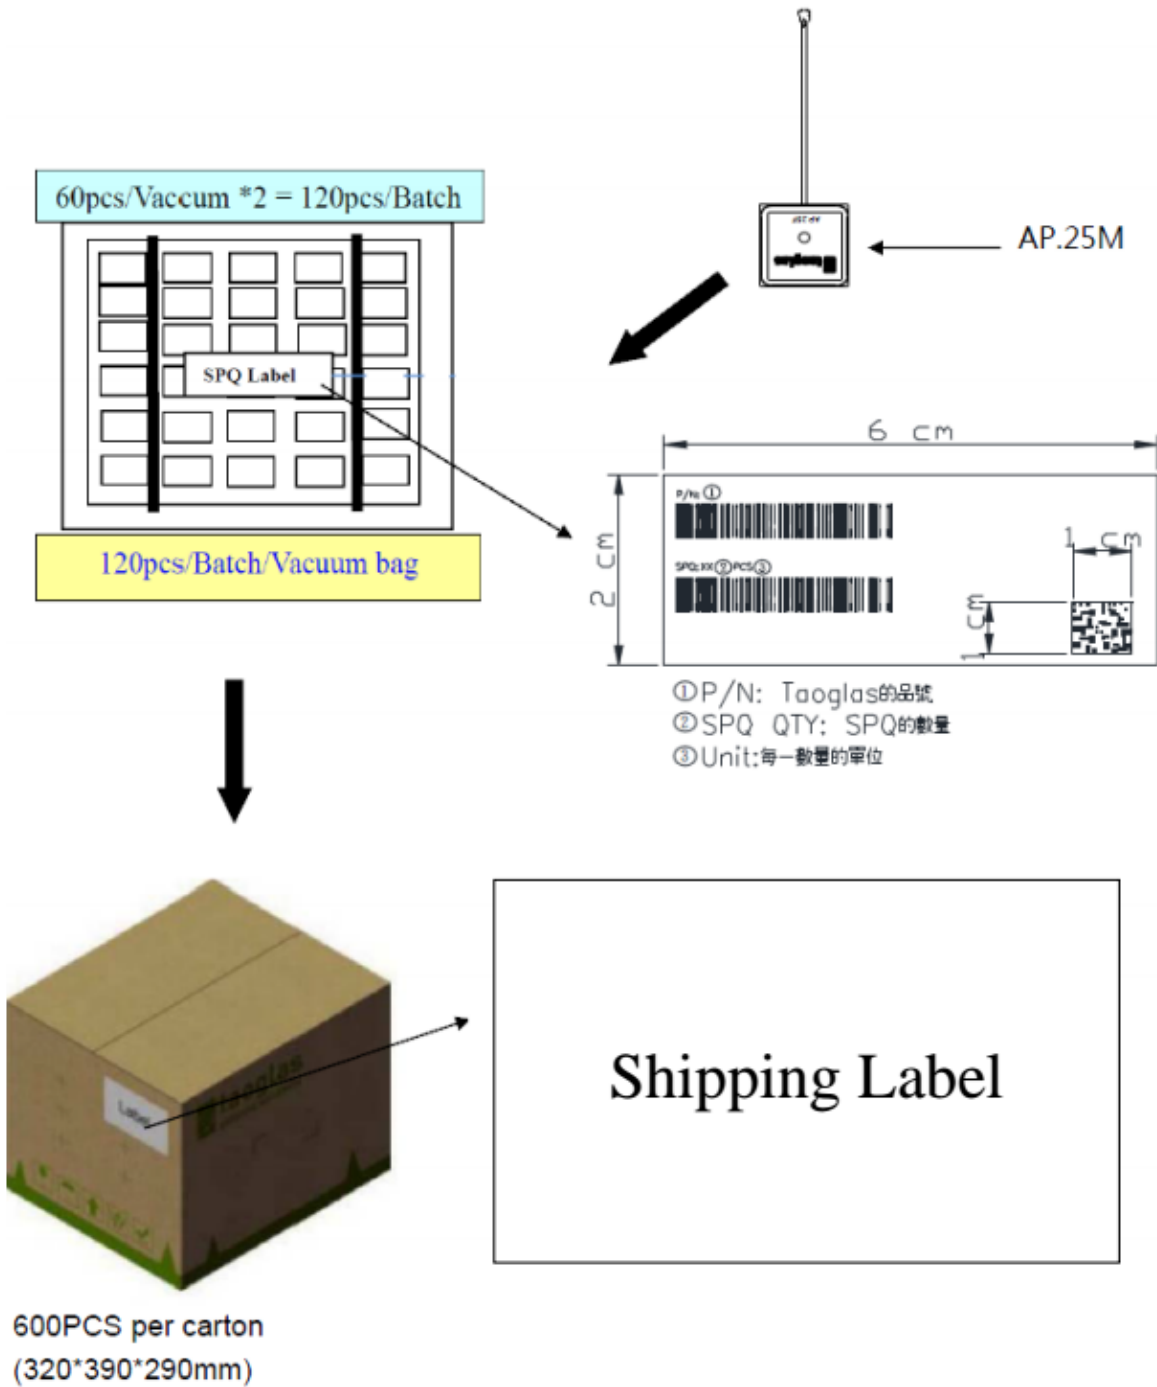 60pcs/Vaccum *2 = 120pcs/Batch
AP.25M
SPQ Label
120pcs/Batch/Vacuum bag
taoglas
6 cm
2 cm
P/N: ①
SPQ: XX②PCS③
1 cm
1 cm
①P/N: Taoglas的品號
②SPQ QTY: SPQ的數量
③Unit:每一數量的單位
Label
taoglas
Shipping Label
600PCS per carton
(320*390*290mm)